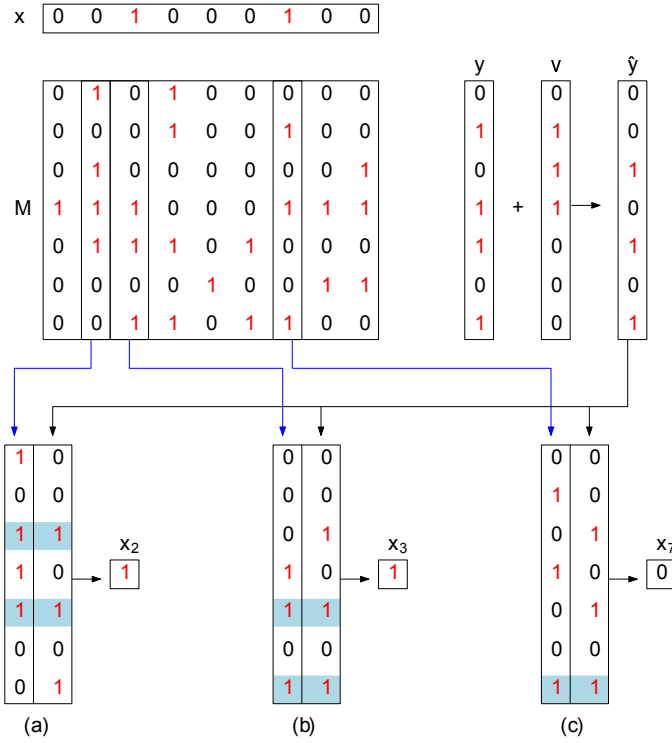 x 0 0 1 0 0 0 1 0 0
y v ŷ
0 1 0 1 0 0 0 0 0 0 0 0
0 0 0 1 0 0 1 0 0 1 1 0
0 1 0 0 0 0 0 0 1 0 1 1
M 1 1 1 0 0 0 1 1 1 1 + 1 0
0 1 1 1 0 1 0 0 0 1 0 1
0 0 0 0 1 0 0 1 1 0 0 0
0 0 1 1 0 1 1 0 0 1 0 1
1 0 0 0 0 0
0 0 0 0 1 0
1 1 x2 0 1 x3 0 1 x7
1 0 1 1 0 1 1 0 0
1 1 1 1 0 1
0 0 0 0 0 0
0 1 1 1 1 1
(a) (b) (c)